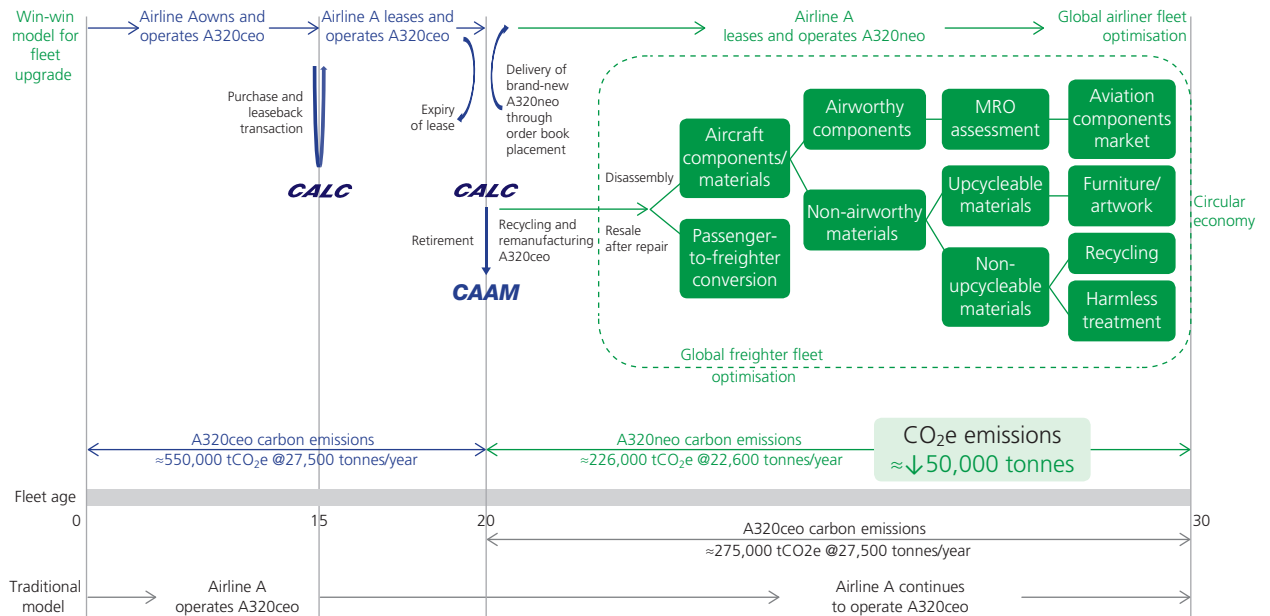 Win-win
model for
fleet
upgrade
Airline Aowns and
operates A320ceo
Airline A leases and
operates A320ceo
Airline A
leases and operates A320neo
Global airliner fleet
optimisation
Purchase and
leaseback
transaction
Expiry
of lease
Delivery of
brand-new
A320neo
through
order book
placement
CALC
CALC
Retirement
Recycling and
remanufacturing
A320ceo
CAAM
Disassembly
Resale
after repair
Aircraft
components/
materials
Passenger-
to-freighter
conversion
Airworthy
components
Non-airworthy
materials
MRO
assessment
Upcycleable
materials
Non-
upcycleable
materials
Aviation
components
market
Furniture/
artwork
Recycling
Harmless
treatment
Circular
economy
Global freighter fleet
optimisation
A320ceo carbon emissions
≈550,000 tCO₂e @27,500 tonnes/year
A320neo carbon emissions
≈226,000 tCO₂e @22,600 tonnes/year
CO₂e emissions
≈↓50,000 tonnes
Fleet age
0
15
20
30
A320ceo carbon emissions
≈275,000 tCO2e @27,500 tonnes/year
Traditional
model
Airline A
operates A320ceo
Airline A continues
to operate A320ceo